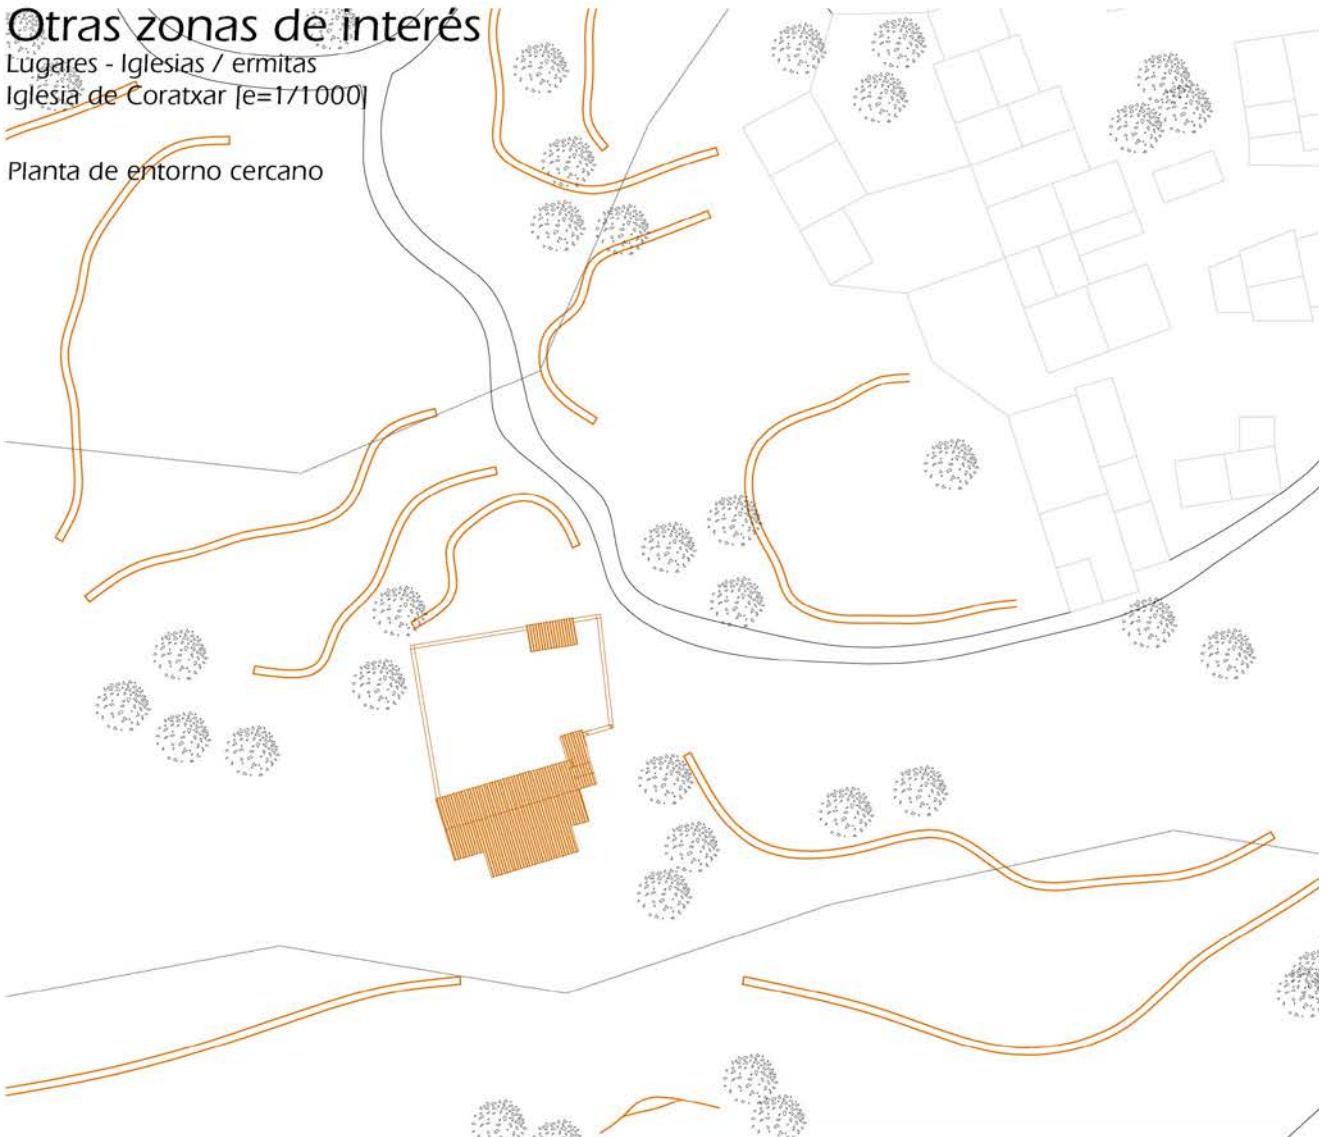 Otras zonas de interés
Lugares - Iglesias / ermitas
Iglesia de Coratxar [e=1/1000]
Planta de entorno cercano